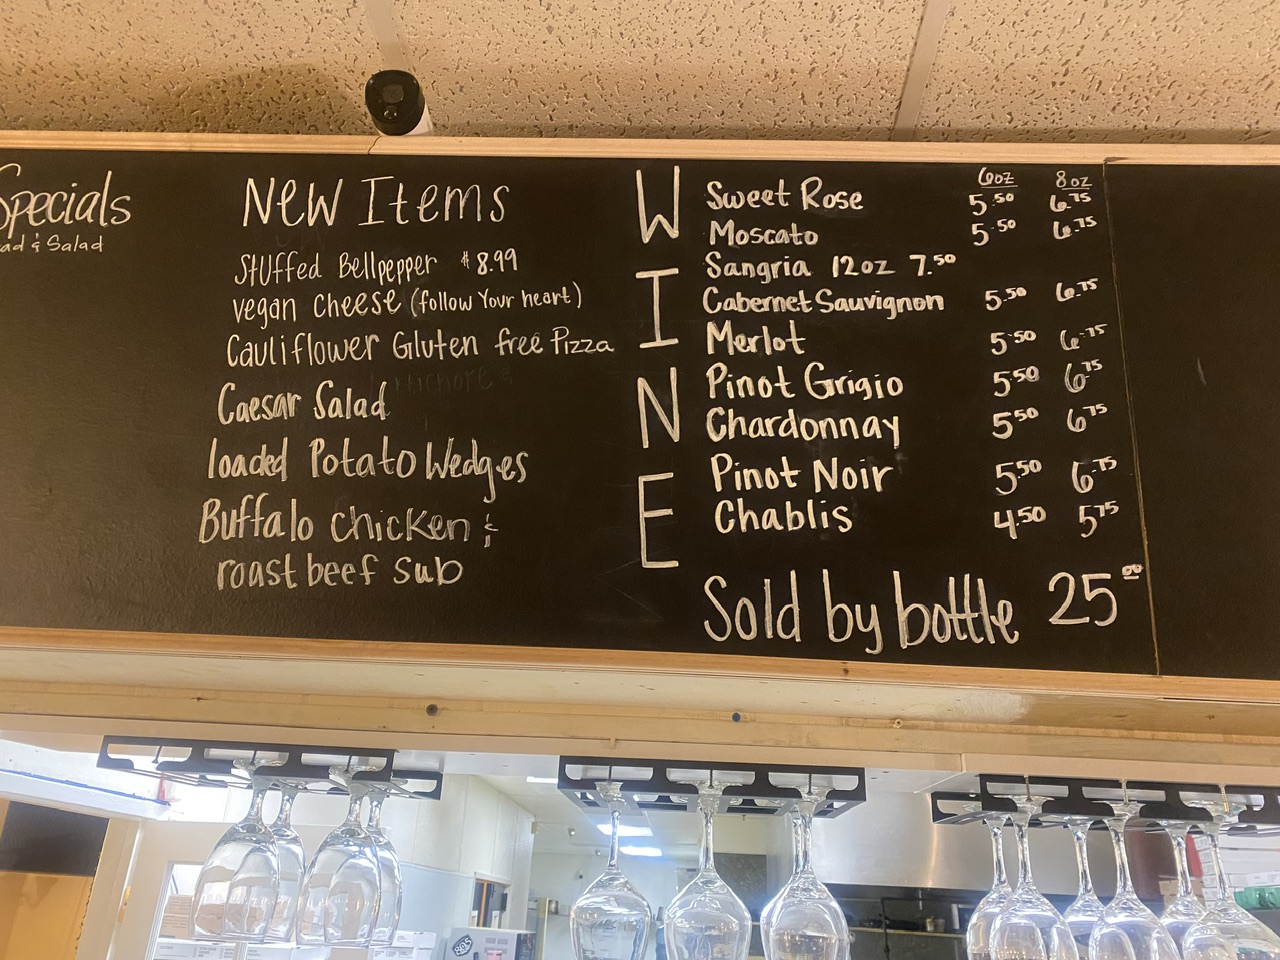 Specials
ad & Salad
New Items
Stuffed Bellpepper $8.99
vegan cheese (follow Your heart)
Cauliflower Gluten free Pizza
Caesar Salad
loaded Potato Wedges
Buffalo chicken &
roast beef sub
WINE
6oz 8oz
Sweet Rose 5.50 6.75
Moscato 5.50 6.75
Sangria 12oz 7.50
Cabernet Sauvignon 5.50 6.75
Merlot 5.50 6.75
Pinot Grigio 5.50 6.75
Chardonnay 5.50 6.75
Pinot Noir 5.50 6.75
Chablis 4.50 5.75
Sold by bottle 25.00